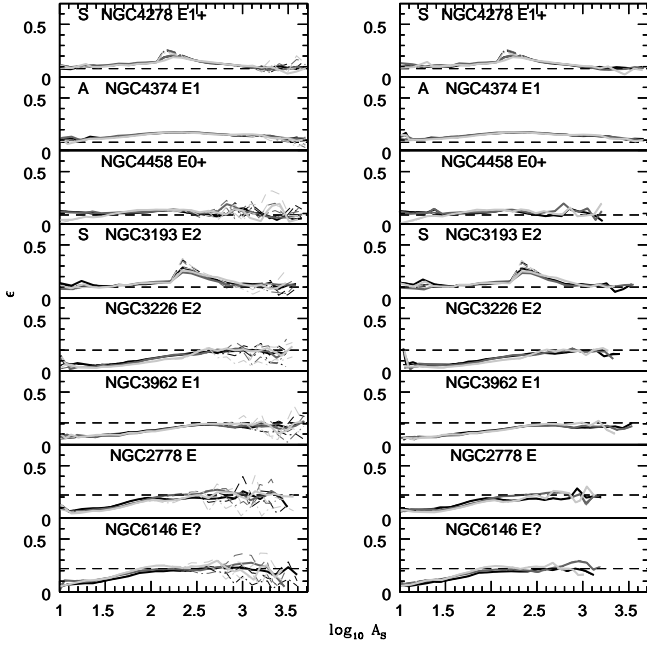 S NGC4278 E1+
0.5
0
A NGC4374 E1
0.5
0
NGC4458 E0+
0.5
0
S NGC3193 E2
0.5
0
NGC3226 E2
0.5
0
NGC3962 E1
0.5
0
NGC2778 E
0.5
0
NGC6146 E?
0.5
0
1 1.5 2 2.5 3 3.5
S NGC4278 E1+
0.5
0
A NGC4374 E1
0.5
0
NGC4458 E0+
0.5
0
S NGC3193 E2
0.5
0
NGC3226 E2
0.5
0
NGC3962 E1
0.5
0
NGC2778 E
0.5
0
NGC6146 E?
0.5
0
1 1.5 2 2.5 3 3.5
ϵ
log₁₀ Aₛ